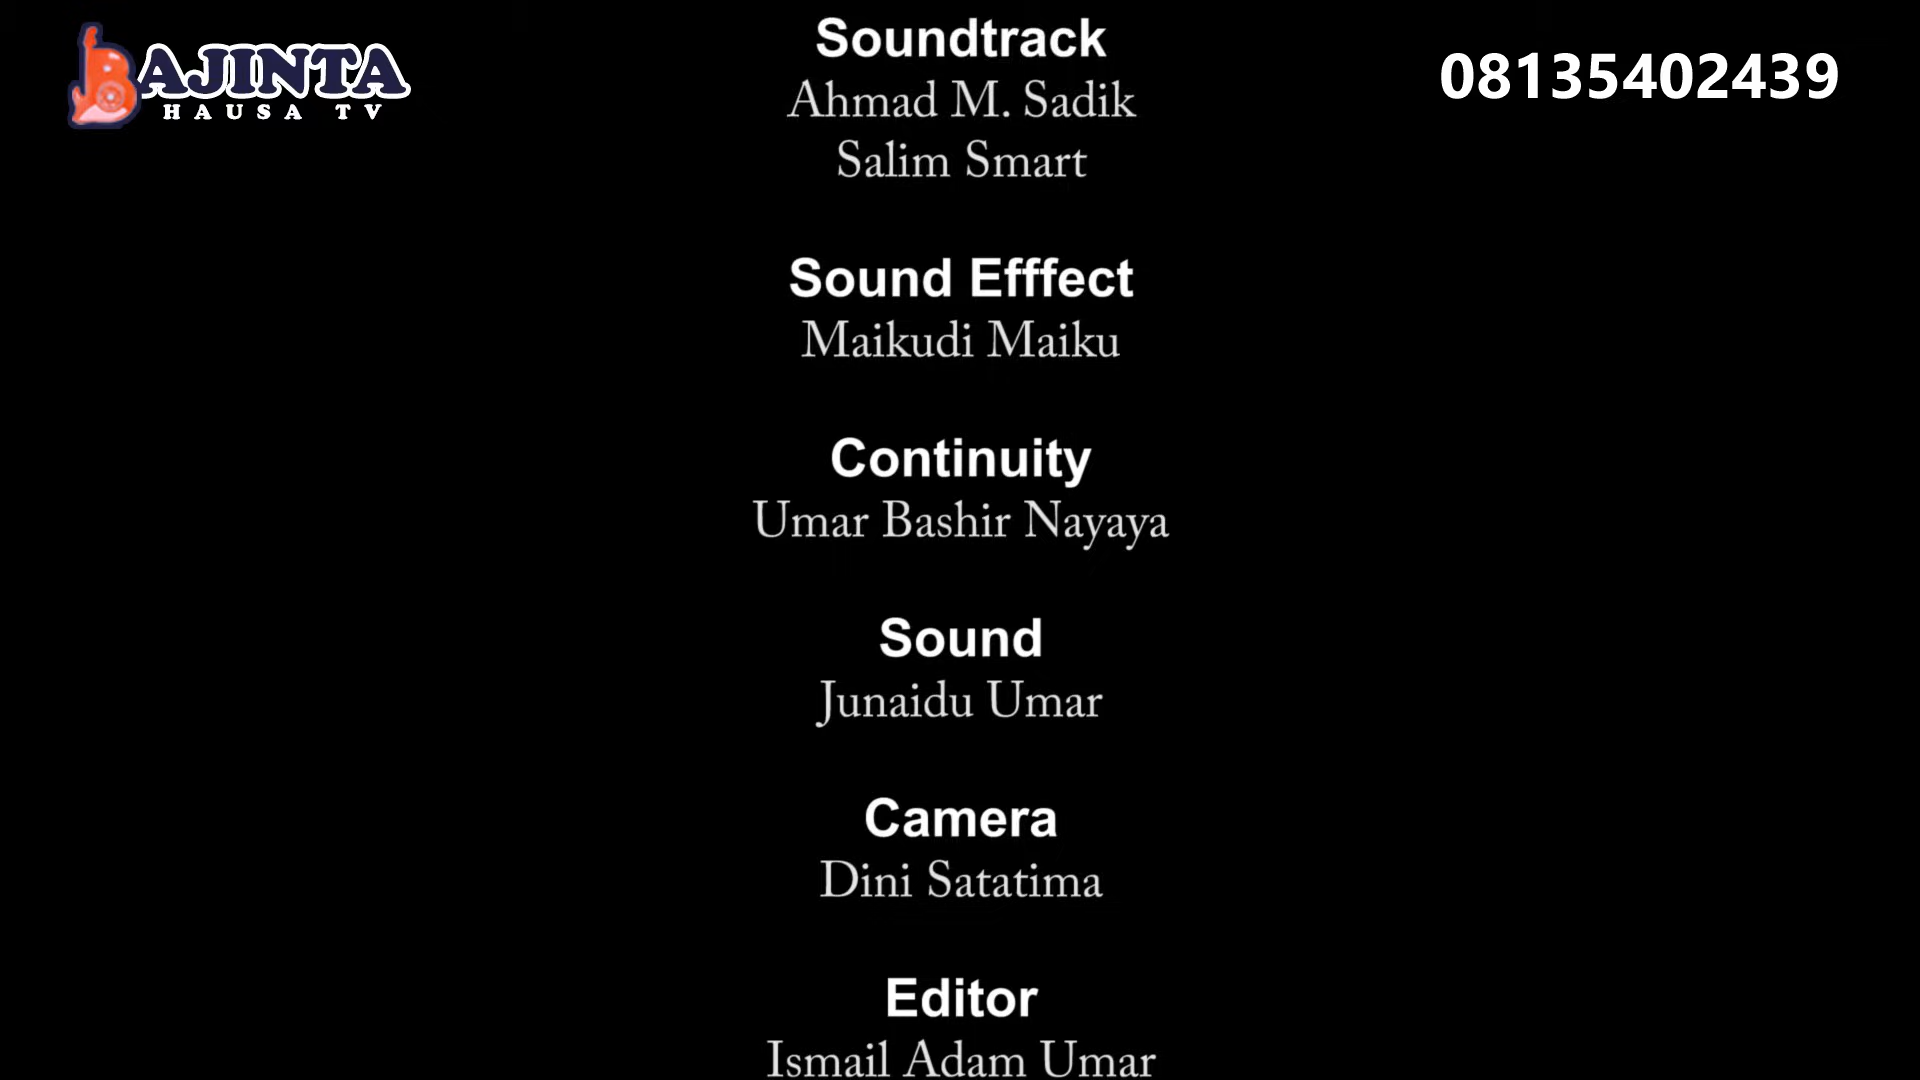 BAJINTA
HAUSA TV
08135402439
Soundtrack
Ahmad M. Sadik
Salim Smart
Sound Efffect
Maikudi Maiku
Continuity
Umar Bashir Nayaya
Sound
Junaidu Umar
Camera
Dini Satatima
Editor
Ismail Adam Umar